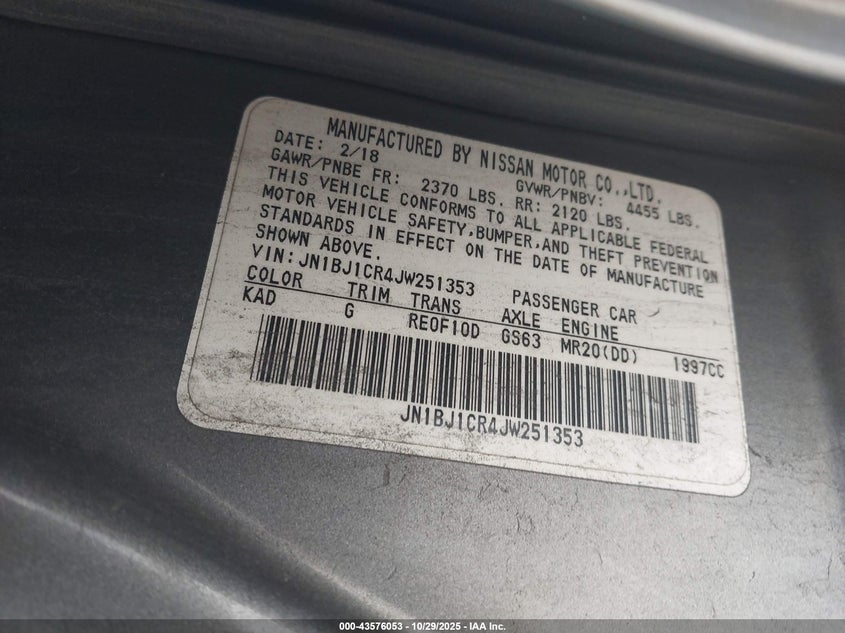 MANUFACTURED BY NISSAN MOTOR CO.,LTD.
DATE: 2/18 GVWR/PNBV: 4455 LBS.
GAWR/PNBE FR: 2370 LBS. RR: 2120 LBS.
THIS VEHICLE CONFORMS TO ALL APPLICABLE FEDERAL
MOTOR VEHICLE SAFETY,BUMPER,AND THEFT PREVENTION
STANDARDS IN EFFECT ON THE DATE OF MANUFACTURE
SHOWN ABOVE.
VIN:JN1BJ1CR4JW251353 PASSENGER CAR
COLOR TRIM TRANS AXLE ENGINE
KAD G RE0F10D GS63 MR20(DD) 1997CC
JN1BJ1CR4JW251353
000-43576053 - 10/29/2025 - IAA Inc.